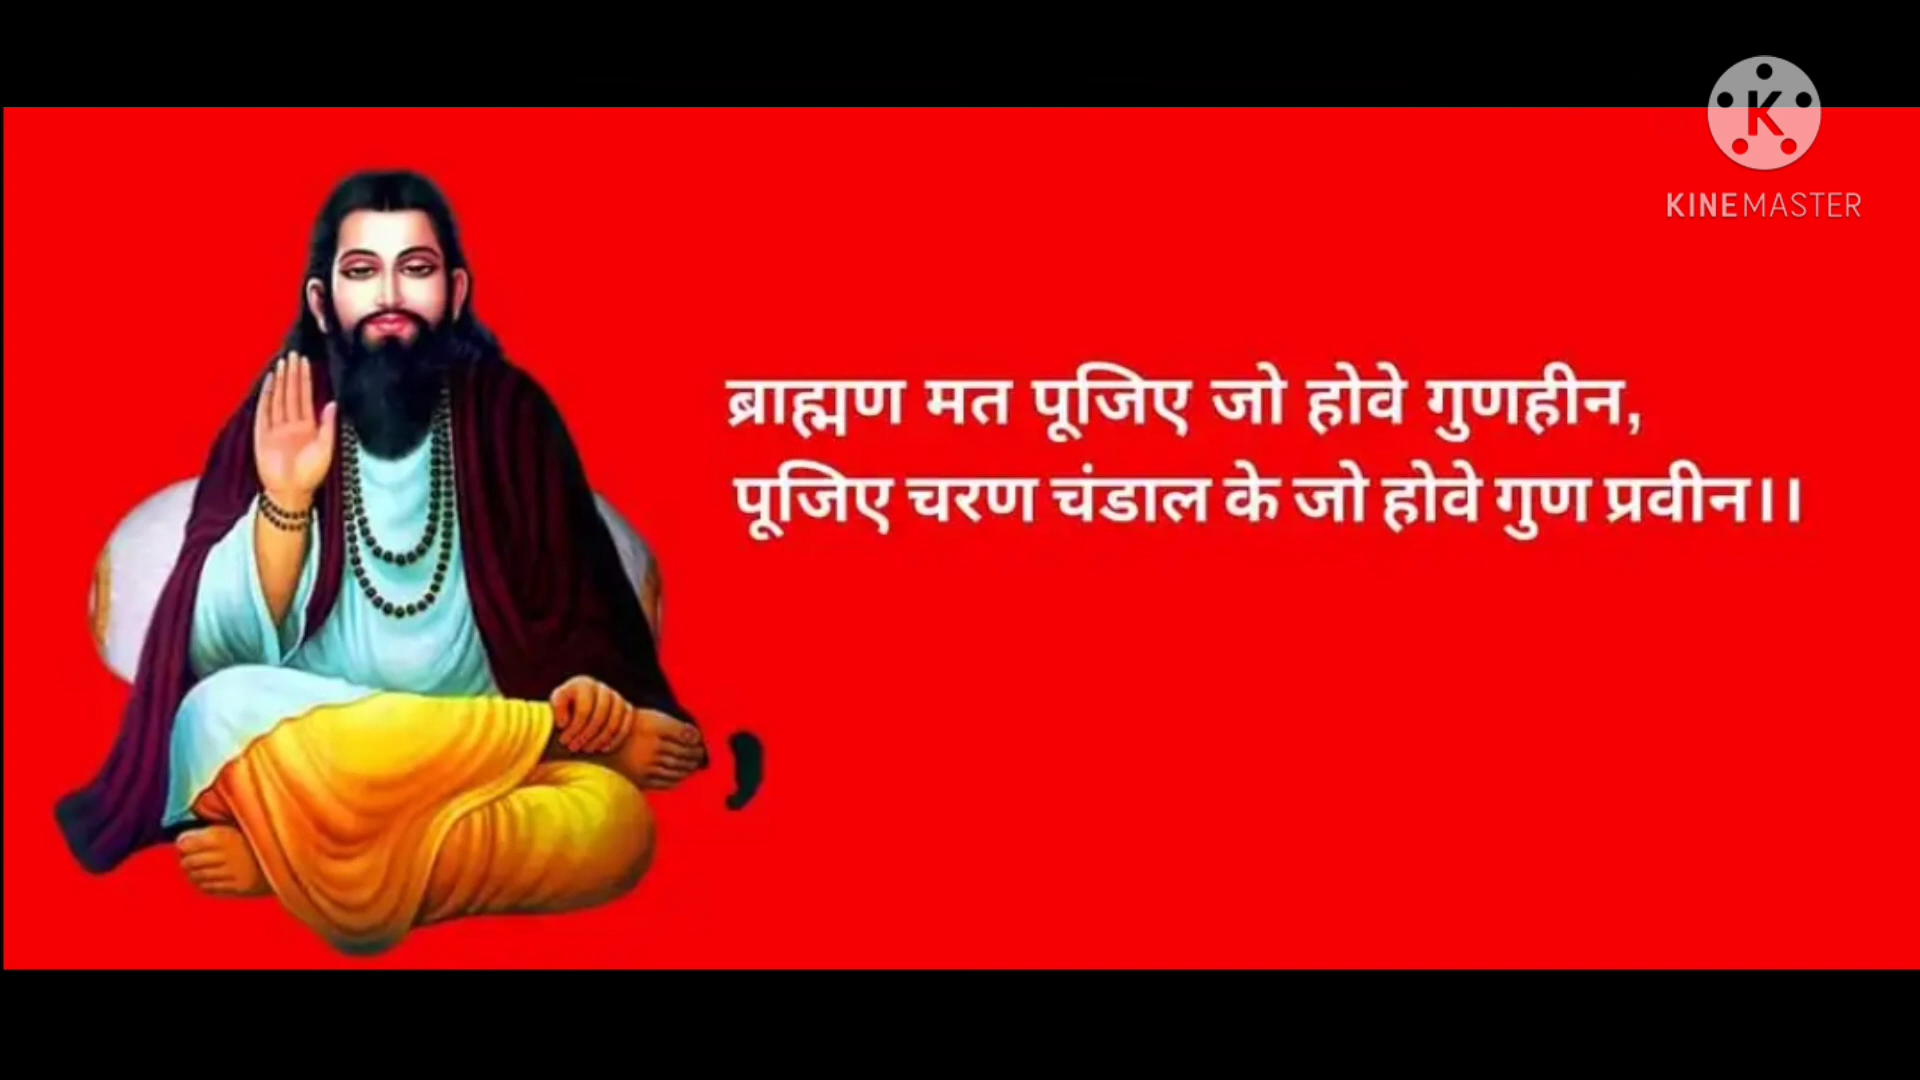 K
KINEMASTER
ब्राह्मण मत पूजिए जो होवे गुणहीन,
पूजिए चरण चंडाल के जो होवे गुण प्रवीन।।